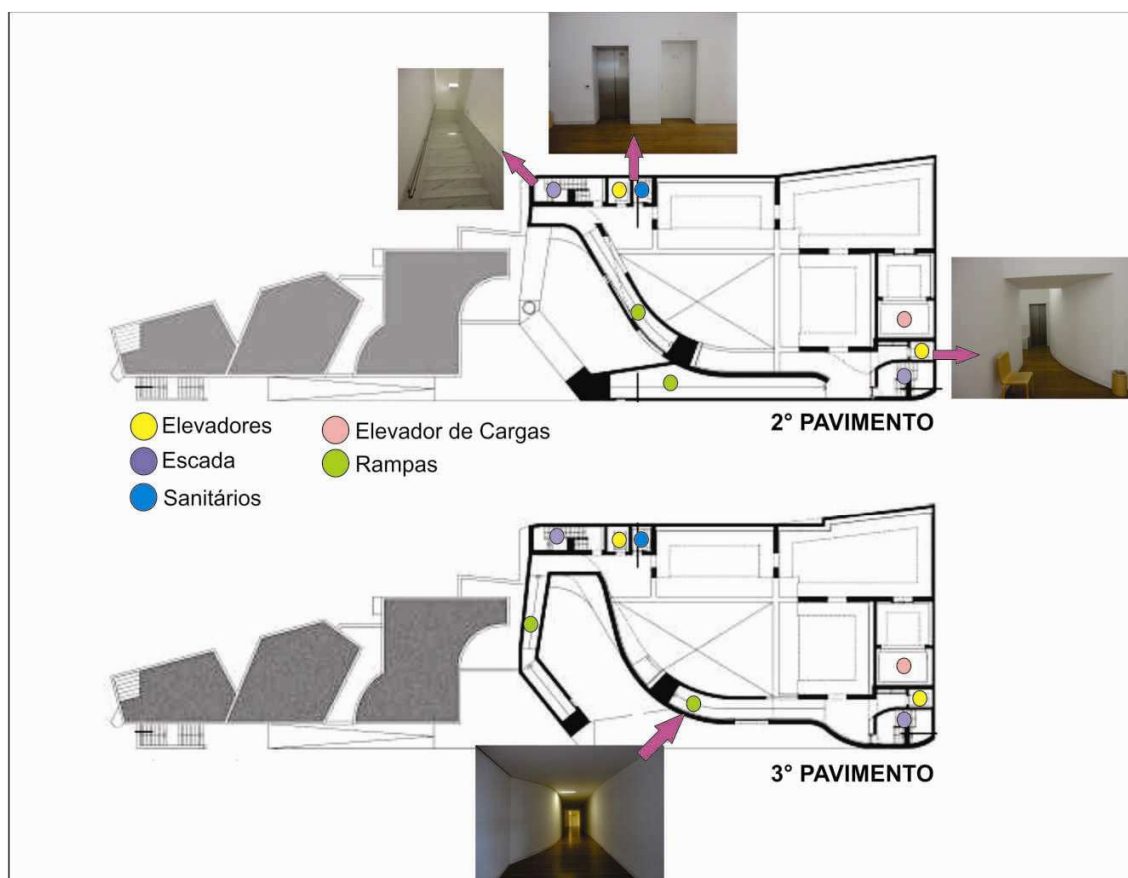 2° PAVIMENTO
Elevadores
Escada
Sanitários
Elevador de Cargas
Rampas
3° PAVIMENTO